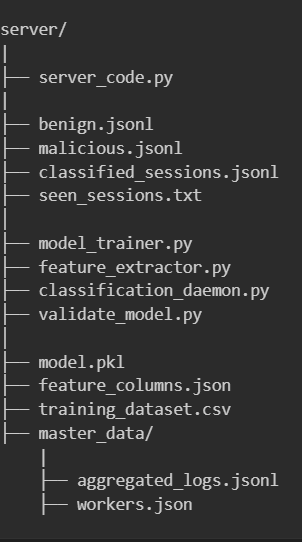 server/
|
├── server_code.py
|
├── benign.jsonl
├── malicious.jsonl
├── classified_sessions.jsonl
├── seen_sessions.txt
|
├── model_trainer.py
├── feature_extractor.py
├── classification_daemon.py
├── validate_model.py
|
├── model.pkl
├── feature_columns.json
├── training_dataset.csv
├── master_data/
    |
    ├── aggregated_logs.jsonl
    ├── workers.json